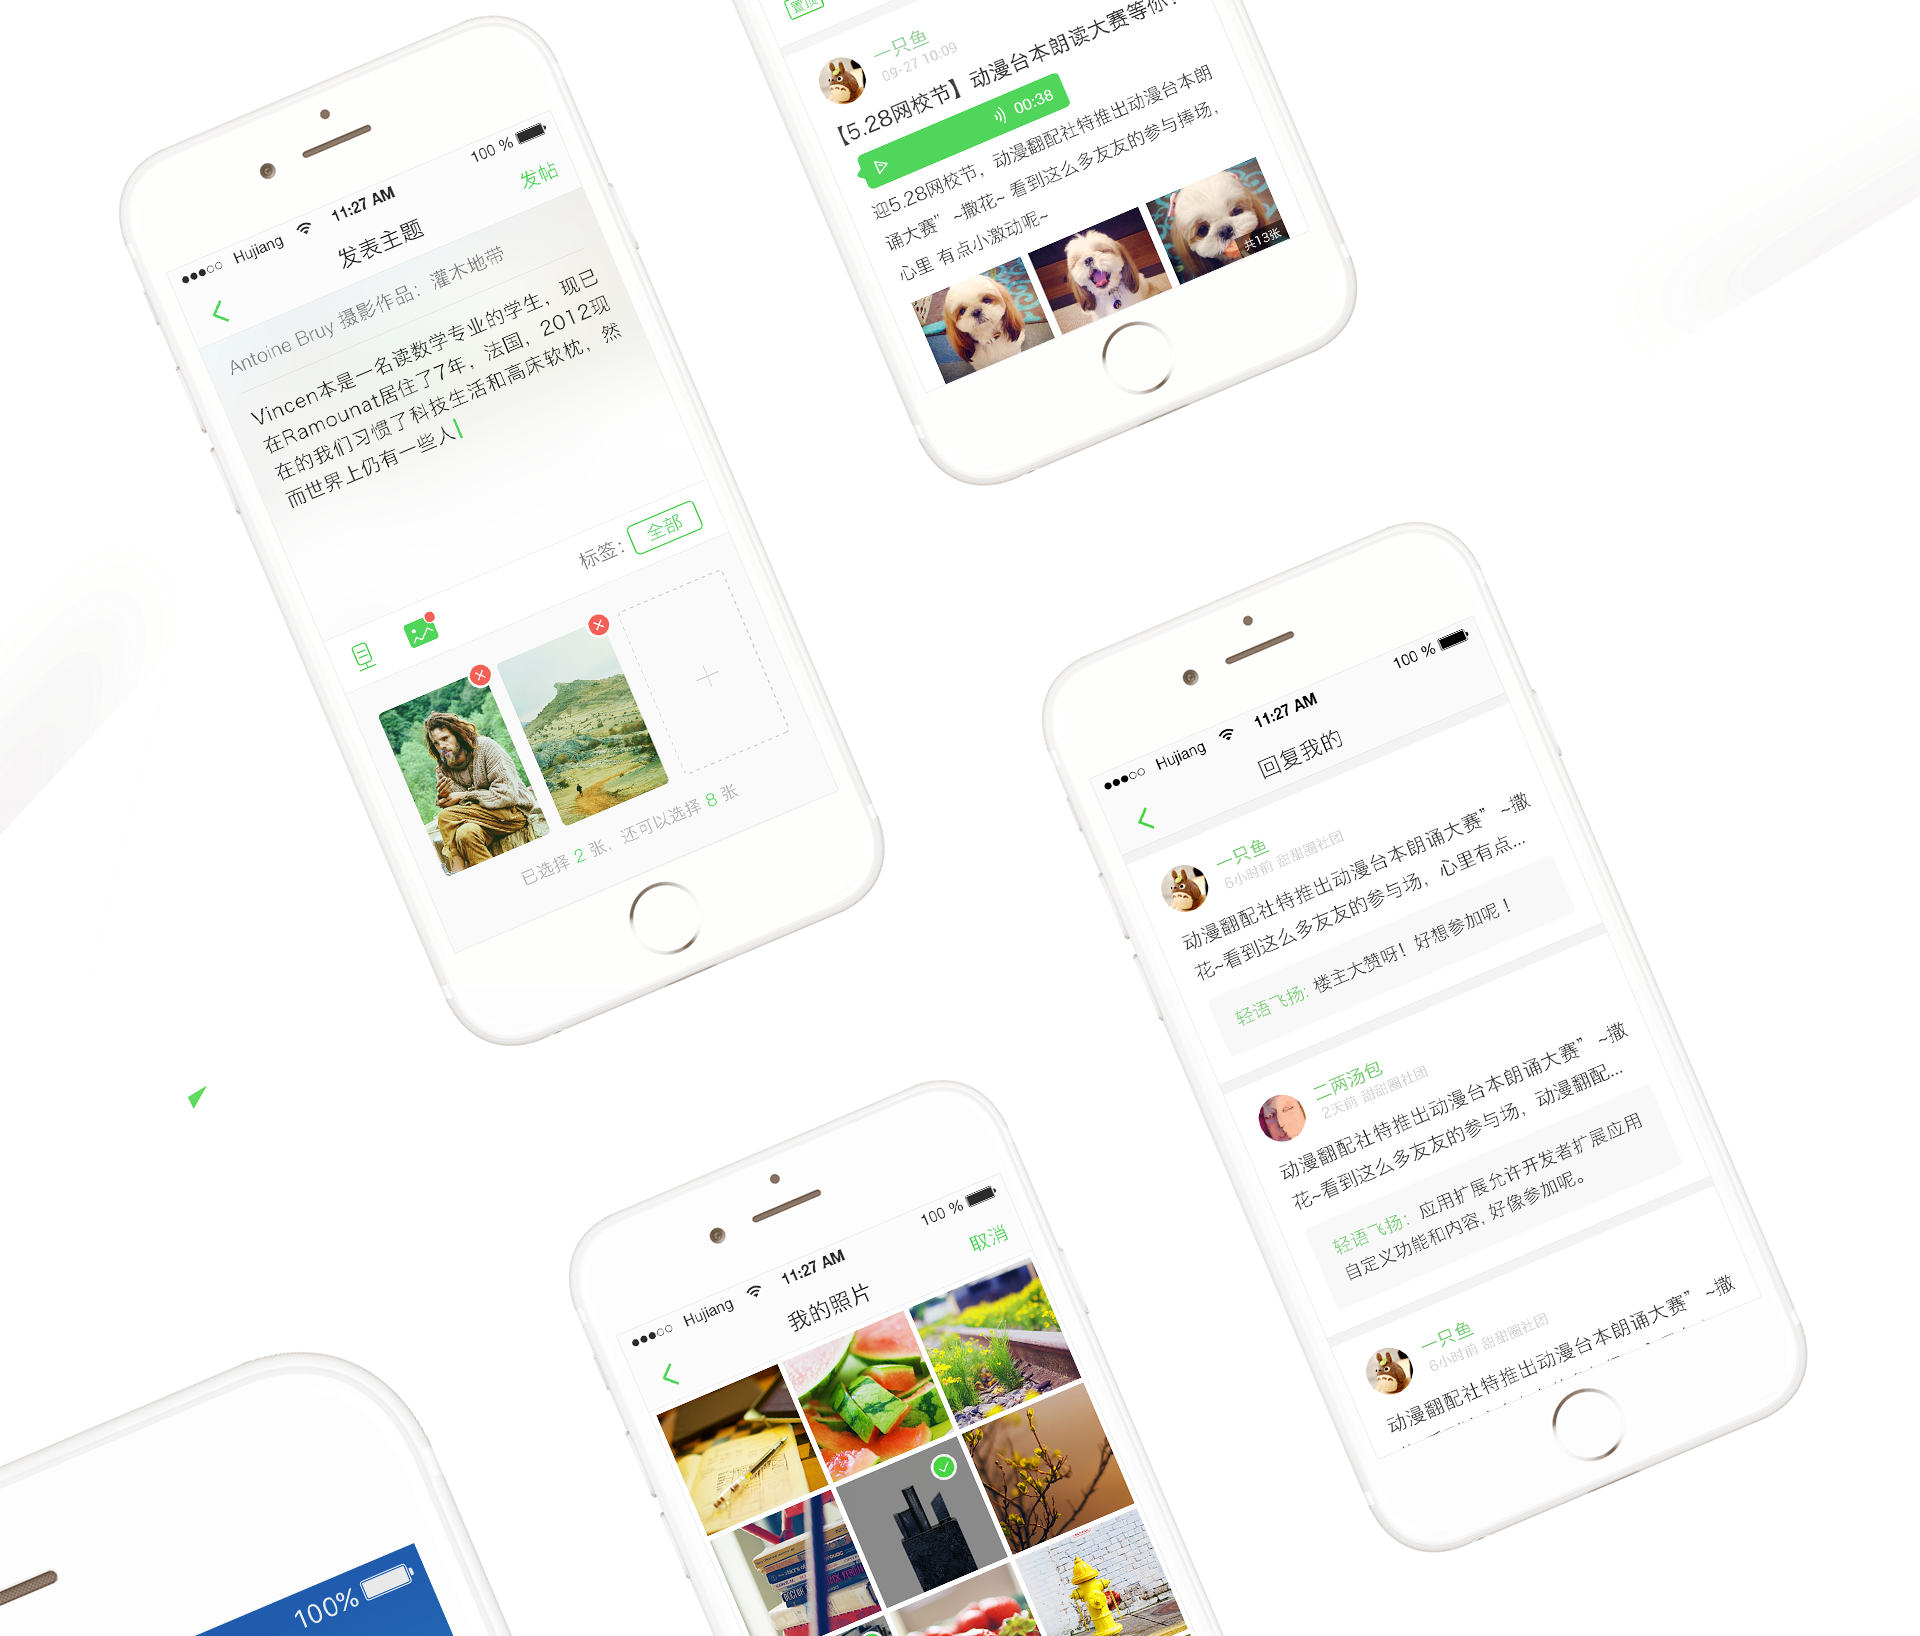 Hujiang 11:27 AM 100 %
发表主题 发帖
Antoine Bruy 摄影作品：灌木地带
Vincen本是一名读数学专业的学生，现已
在Ramounat居住了7年，法国，2012现
在的我们习惯了科技生活和高床软枕，然
而世界上仍有一些人
标签：全部
已选择 2 张，还可以选择 8 张
置顶
一只鱼
09-27 10:09
【5.28网校节】动漫台本朗读大赛等你！
00:38
迎5.28网校节，动漫翻配社特推出动漫台本朗
诵大赛” ~撒花~ 看到这么多友友的参与捧场，
心里 有点小激动呢~
共13张
Hujiang 11:27 AM 100 %
回复我的
一只鱼
6小时前 甜甜圈社团
动漫翻配社特推出动漫台本朗诵大赛” ~撒
花~看到这么多友友的参与场，心里有点...
轻语飞扬: 楼主大赞呀！好想参加呢！
二两汤包
2天前 甜甜圈社团
动漫翻配社特推出动漫台本朗诵大赛” ~撒
花~看到这么多友友的参与场，动漫翻配...
轻语飞扬：应用扩展允许开发者扩展应用
自定义功能和内容, 好像参加呢。
一只鱼
6小时前 甜甜圈社团
动漫翻配社特推出动漫台本朗诵大赛” ~撒
Hujiang 11:27 AM 100 %
我的照片 取消
100%